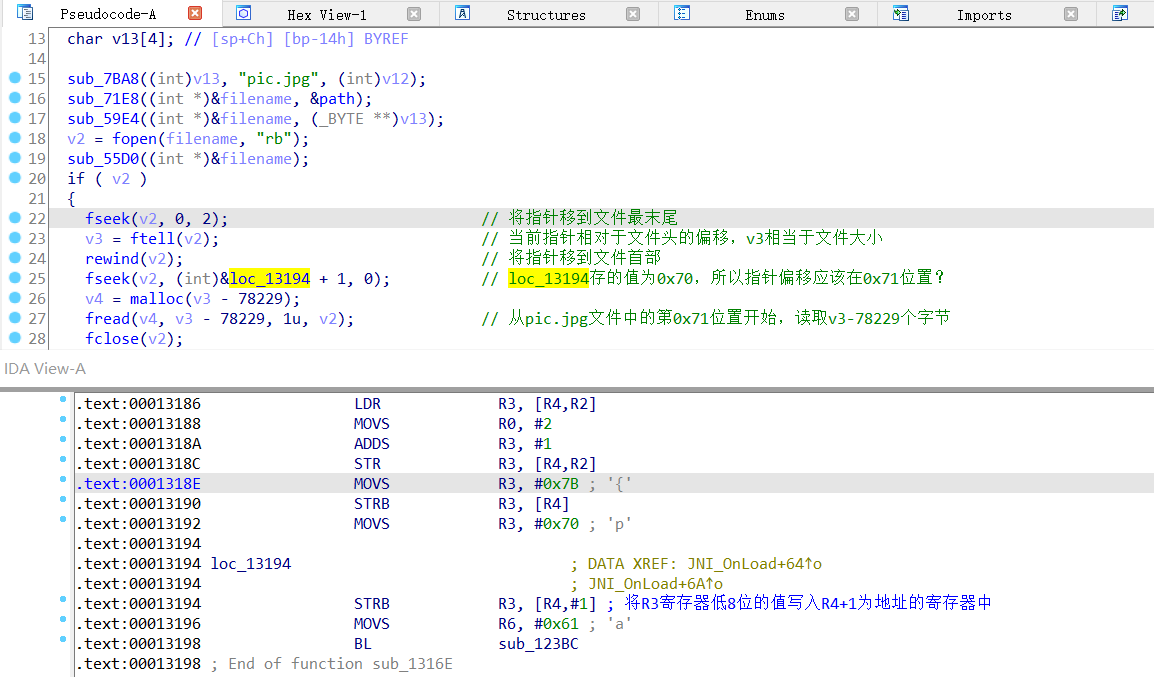 Pseudocode-A Hex View-1 Structures Enums Imports
13 char v13[4]; // [sp+Ch] [bp-14h] BYREF
14
15 sub_7BA8((int)v13, "pic.jpg", (int)v12);
16 sub_71E8((int *)&filename, &path);
17 sub_59E4((int *)&filename, (_BYTE **)v13);
18 v2 = fopen(filename, "rb");
19 sub_55D0((int *)&filename);
20 if ( v2 )
21 {
22 fseek(v2, 0, 2); // 将指针移到文件最末尾
23 v3 = ftell(v2); // 当前指针相对于文件头的偏移，v3相当于文件大小
24 rewind(v2); // 将指针移到文件首部
25 fseek(v2, (int)&loc_13194 + 1, 0); // loc_13194存的值为0x70，所以指针偏移应该在0x71位置？
26 v4 = malloc(v3 - 78229);
27 fread(v4, v3 - 78229, 1u, v2); // 从pic.jpg文件中的第0x71位置开始，读取v3-78229个字节
28 fclose(v2);
IDA View-A
.text:00013186 LDR R3, [R4,R2]
.text:00013188 MOVS R0, #2
.text:0001318A ADDS R3, #1
.text:0001318C STR R3, [R4,R2]
.text:0001318E MOVS R3, #0x7B ; '{'
.text:00013190 STRB R3, [R4]
.text:00013192 MOVS R3, #0x70 ; 'p'
.text:00013194
.text:00013194 loc_13194 ; DATA XREF: JNI_OnLoad+64↑o
.text:00013194 ; JNI_OnLoad+6A↑o
.text:00013194 STRB R3, [R4,#1] ; 将R3寄存器低8位的值写入R4+1为地址的寄存器中
.text:00013196 MOVS R6, #0x61 ; 'a'
.text:00013198 BL sub_123BC
.text:00013198 ; End of function sub_1316E